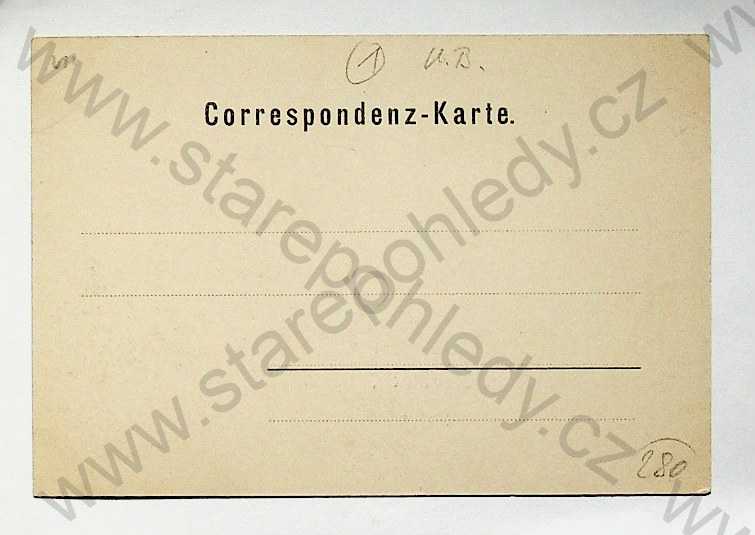 ① U.B.
Correspondenz-Karte.
www.starepohledy.cz
www.starepohledy.cz
280